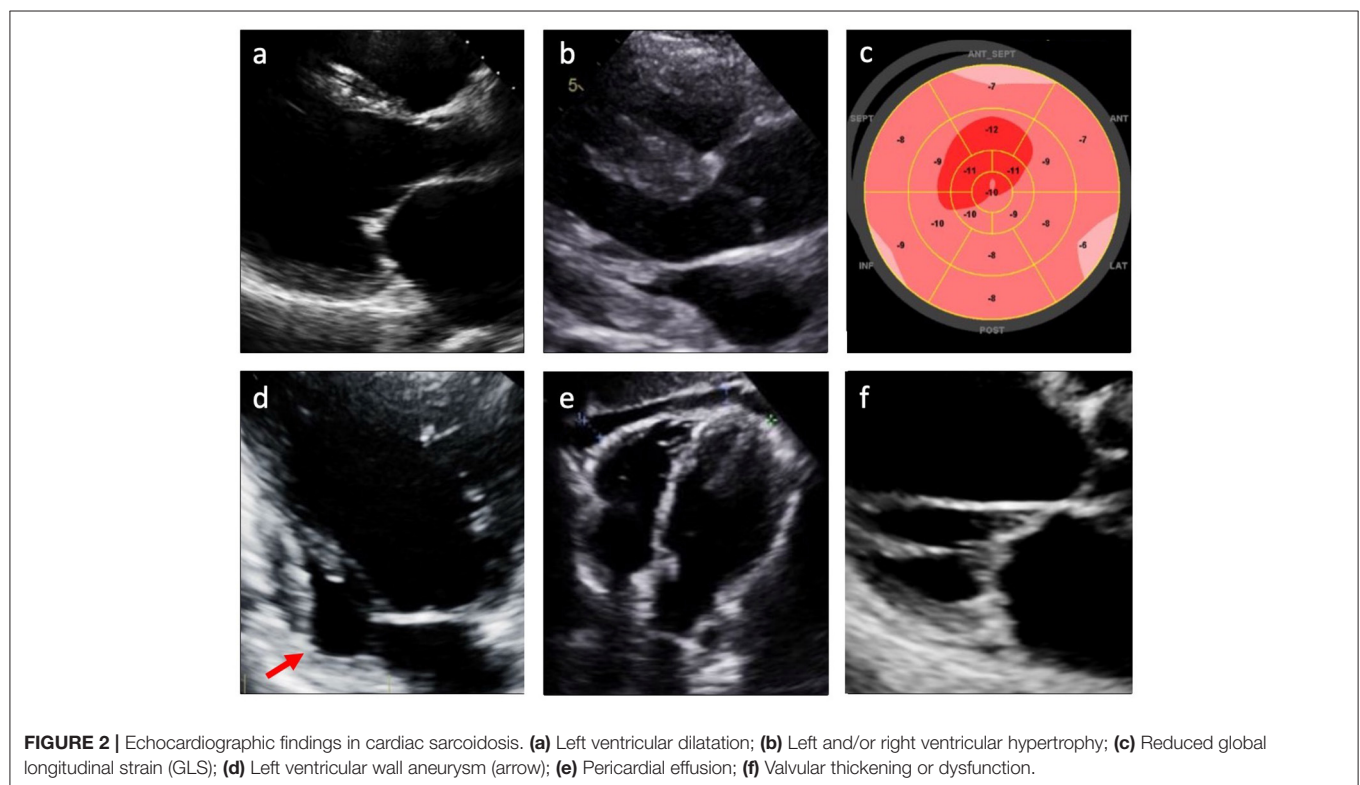 a
b
c
5
ANT_SEPT
-7
SEPT
ANT
-8
-7
-12
-9
-9
-11
-11
-10
-10
-10
-9
-8
-9
-6
-8
INF
LAT
-8
POST
d
e
f
FIGURE 2 | Echocardiographic findings in cardiac sarcoidosis. (a) Left ventricular dilatation; (b) Left and/or right ventricular hypertrophy; (c) Reduced global
longitudinal strain (GLS); (d) Left ventricular wall aneurysm (arrow); (e) Pericardial effusion; (f) Valvular thickening or dysfunction.